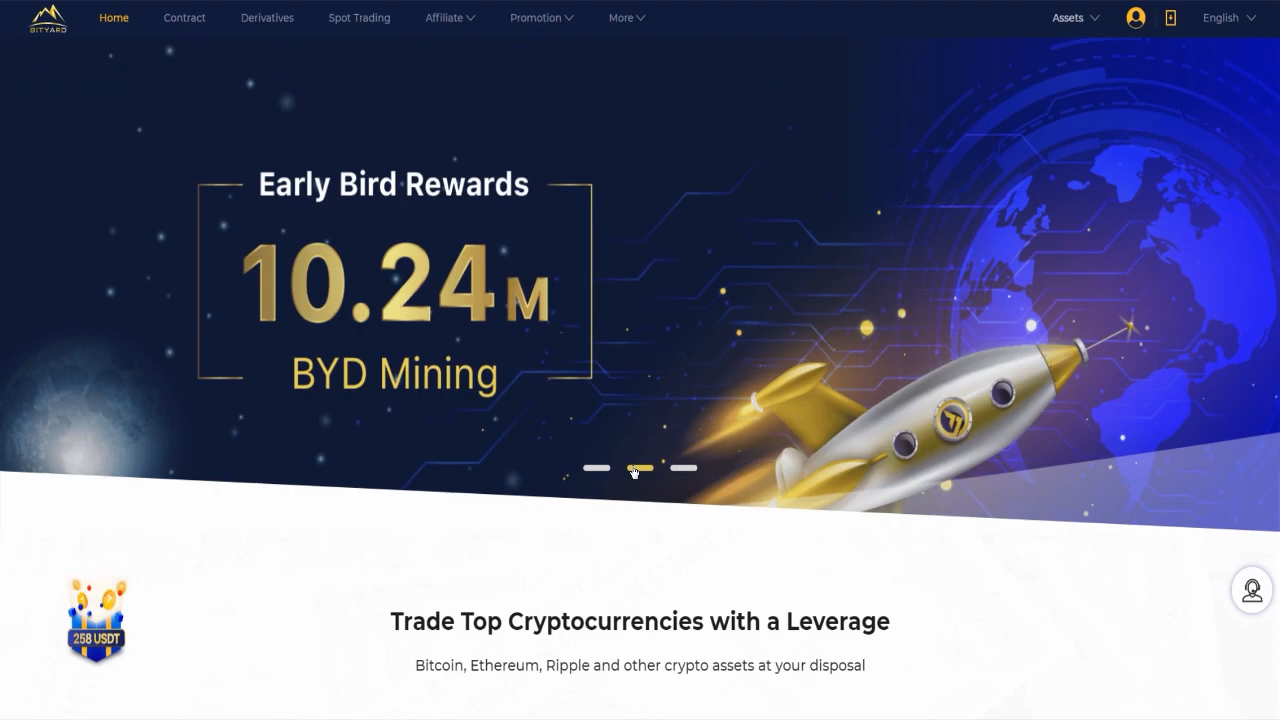 BITYARD
Home
Contract
Derivatives
Spot Trading
Affiliate
Promotion
More
Assets
English
Early Bird Rewards
10.24M
BYD Mining
258 USDT
Trade Top Cryptocurrencies with a Leverage
Bitcoin, Ethereum, Ripple and other crypto assets at your disposal